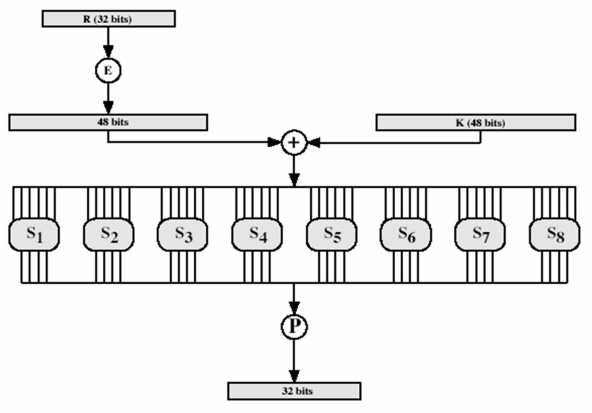 R (32 bits)
E
48 bits
K (48 bits)
+
S1 S2 S3 S4 S5 S6 S7 S8
P
32 bits